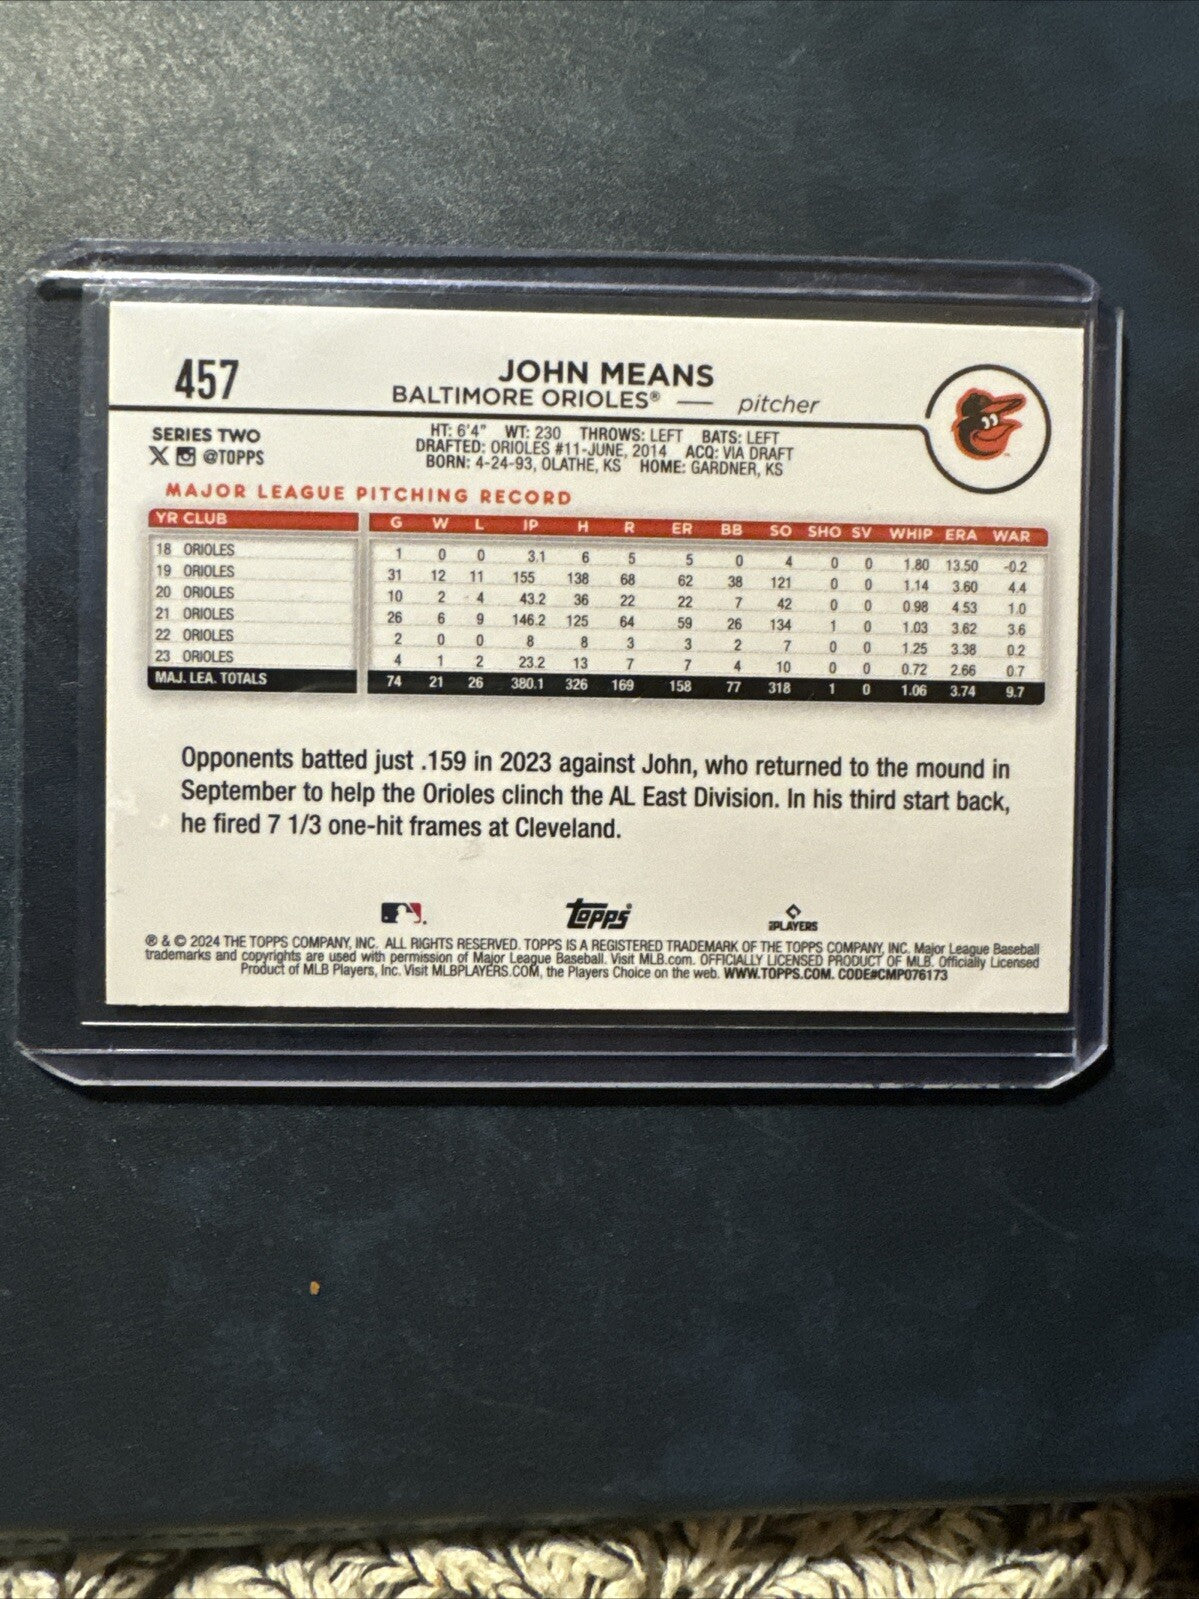 457
JOHN MEANS
BALTIMORE ORIOLES® — pitcher
SERIES TWO
@TOPPS
HT: 6'4" WT: 230 THROWS: LEFT BATS: LEFT
DRAFTED: ORIOLES #11-JUNE, 2014 ACQ: VIA DRAFT
BORN: 4-24-93, OLATHE, KS HOME: GARDNER, KS
MAJOR LEAGUE PITCHING RECORD
YR CLUB G W L IP H R ER BB SO SHO SV WHIP ERA WAR
18 ORIOLES 1 0 0 3.1 6 5 5 0 4 0 0 1.80 13.50 -0.2
19 ORIOLES 31 12 11 155 138 68 62 38 121 0 0 1.14 3.60 4.4
20 ORIOLES 10 2 4 43.2 36 22 22 7 42 0 0 0.98 4.53 1.0
21 ORIOLES 26 6 9 146.2 125 64 59 26 134 1 0 1.03 3.62 3.6
22 ORIOLES 2 0 0 8 8 3 3 2 7 0 0 1.25 3.38 0.2
23 ORIOLES 4 1 2 23.2 13 7 7 4 10 0 0 0.72 2.66 0.7
MAJ. LEA. TOTALS 74 21 26 380.1 326 169 158 77 318 1 0 1.06 3.74 9.7
Opponents batted just .159 in 2023 against John, who returned to the mound in
September to help the Orioles clinch the AL East Division. In his third start back,
he fired 7 1/3 one-hit frames at Cleveland.
Topps®
PLAYERS
® & © 2024 THE TOPPS COMPANY, INC. ALL RIGHTS RESERVED. TOPPS IS A REGISTERED TRADEMARK OF THE TOPPS COMPANY, INC. Major League Baseball
trademarks and copyrights are used with permission of Major League Baseball. Visit MLB.com. OFFICIALLY LICENSED PRODUCT OF MLB. Officially Licensed
Product of MLB Players, Inc. Visit MLBPLAYERS.COM, the Players Choice on the web. WWW.TOPPS.COM. CODE#CMP076173